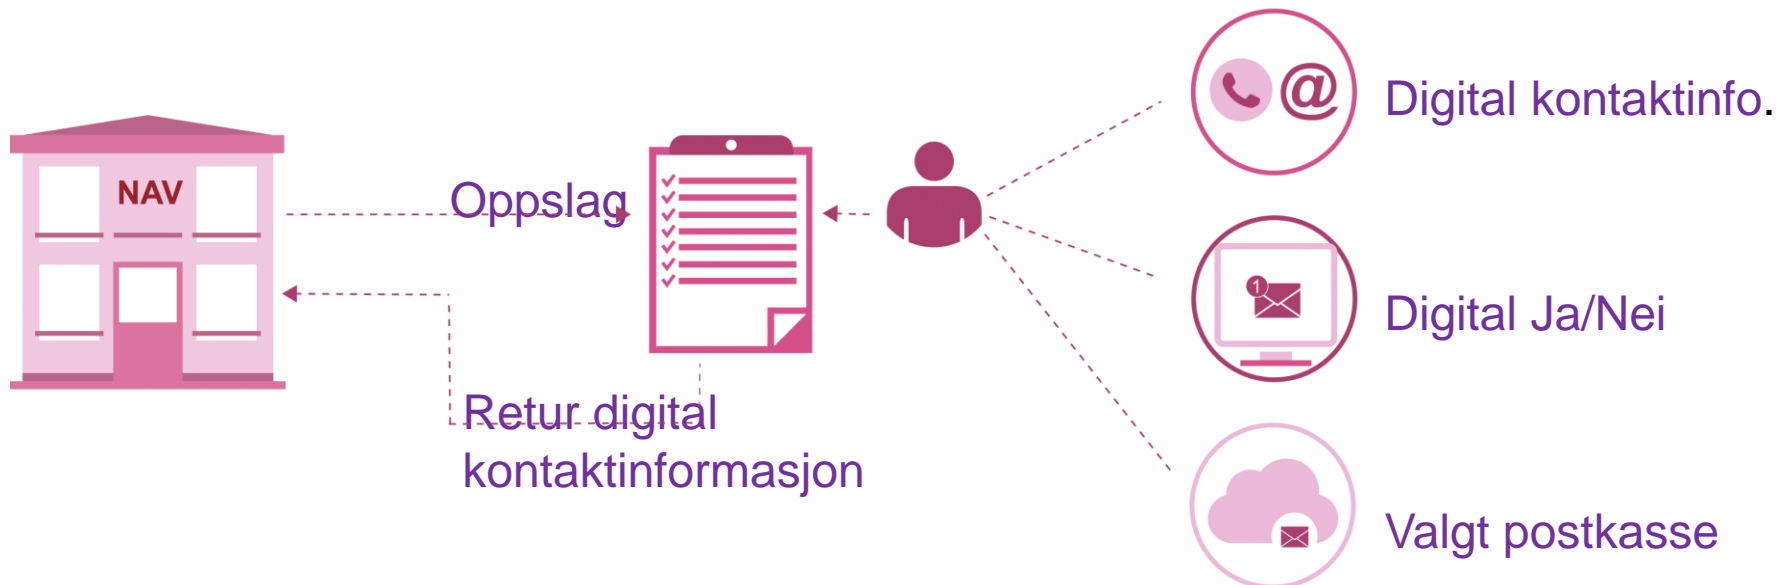 NAV
Oppslag
Retur digital
kontaktinformasjon
@
Digital kontaktinfo.
1
Digital Ja/Nei
Valgt postkasse